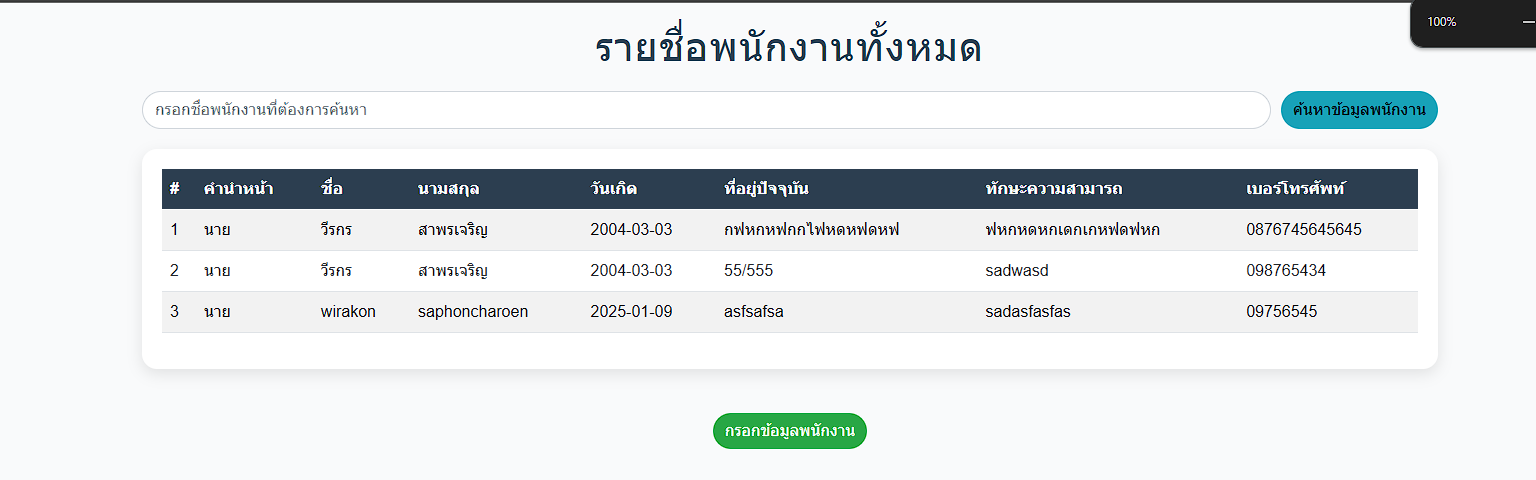 100%
รายชื่อพนักงานทั้งหมด
กรอกชื่อพนักงานที่ต้องการค้นหา ค้นหาข้อมูลพนักงาน
# คำนำหน้า ชื่อ นามสกุล วันเกิด ที่อยู่ปัจจุบัน ทักษะความสามารถ เบอร์โทรศัพท์
1 นาย วีรกร สาพรเจริญ 2004-03-03 กฟหกหฟกกไฟหดหฟดหฟ ฟหกหดหกเดกเกหฟดฟหก 0876745645645
2 นาย วีรกร สาพรเจริญ 2004-03-03 55/555 sadwasd 098765434
3 นาย wirakon saphoncharoen 2025-01-09 asfsafsa sadasfasfas 09756545
กรอกข้อมูลพนักงาน